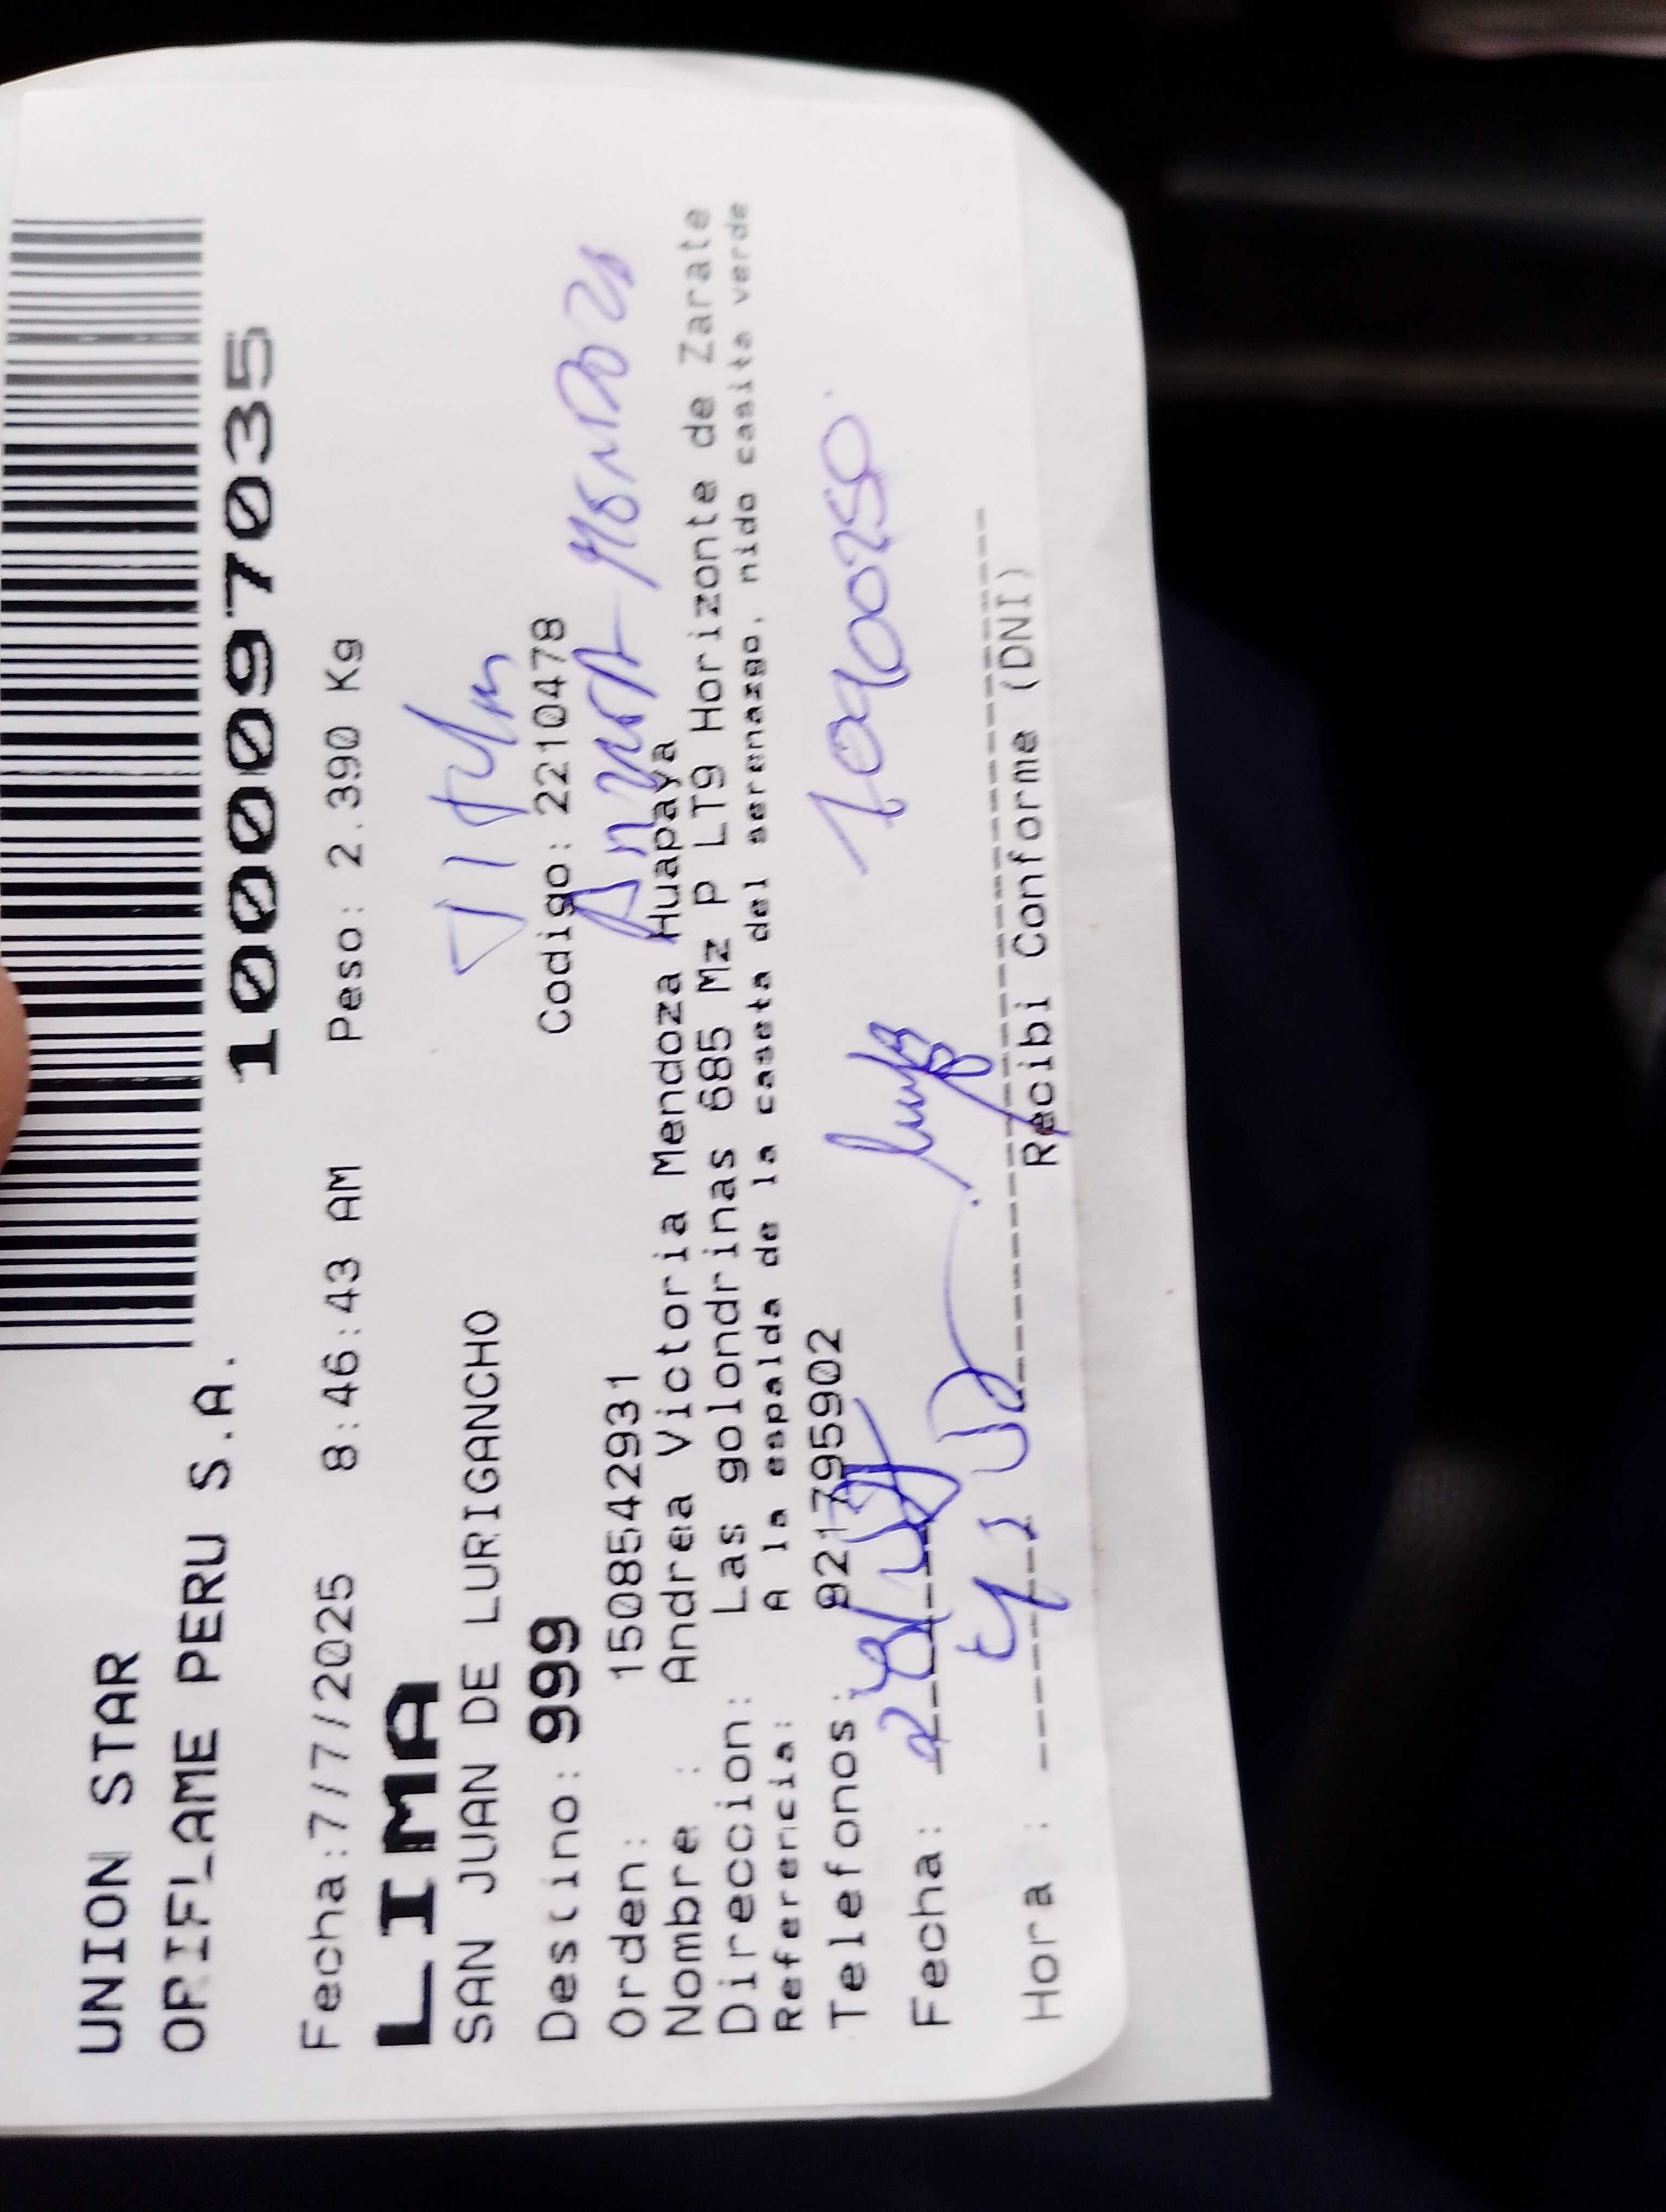 UNION STAR
ORIFLAME PERU S.A.
1000097035
Fecha:7/7/2025 8:46:43 AM Peso: 2.390 Kg
LIMA
SAN JUAN DE LURIGANCHO
Destino: 999 Codigo: 2210478
Orden: 1508542931
Nombre : Andrea Victoria Mendoza Huapaya
Direccion: Las golondrinas 685 Mz P LT9 Horizonte de Zarate
Referencia: A la espalda de la caseta del serenazgo, nido casita verde
Telefonos: 821795902
Fecha:
Hora :
Recibi Conforme (DNI)